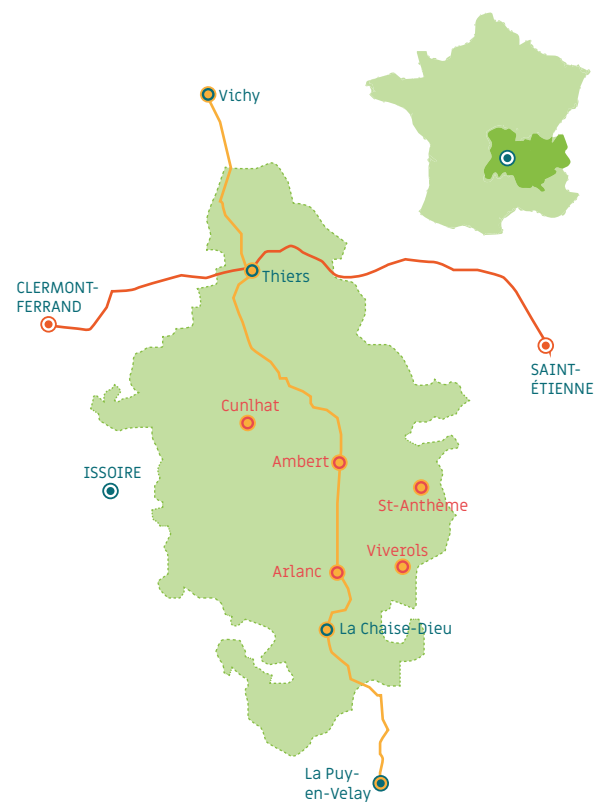 Vichy
Thiers
CLERMONT-
FERRAND
SAINT-
ÉTIENNE
Cunlhat
Ambert
ISSOIRE
St-Anthème
Viverols
Arlanc
La Chaise-Dieu
La Puy-
en-Velay